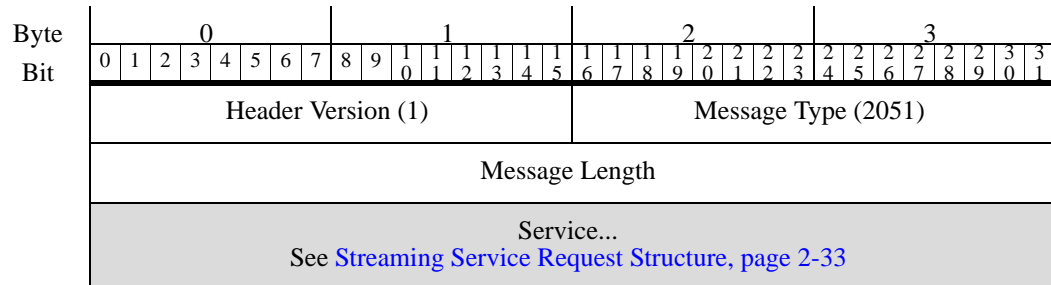 Byte 0 1 2 3
Bit 0 1 2 3 4 5 6 7 8 9 10 11 12 13 14 15 16 17 18 19 20 21 22 23 24 25 26 27 28 29 30 31
Header Version (1) Message Type (2051)
Message Length
Service...
See Streaming Service Request Structure, page 2-33